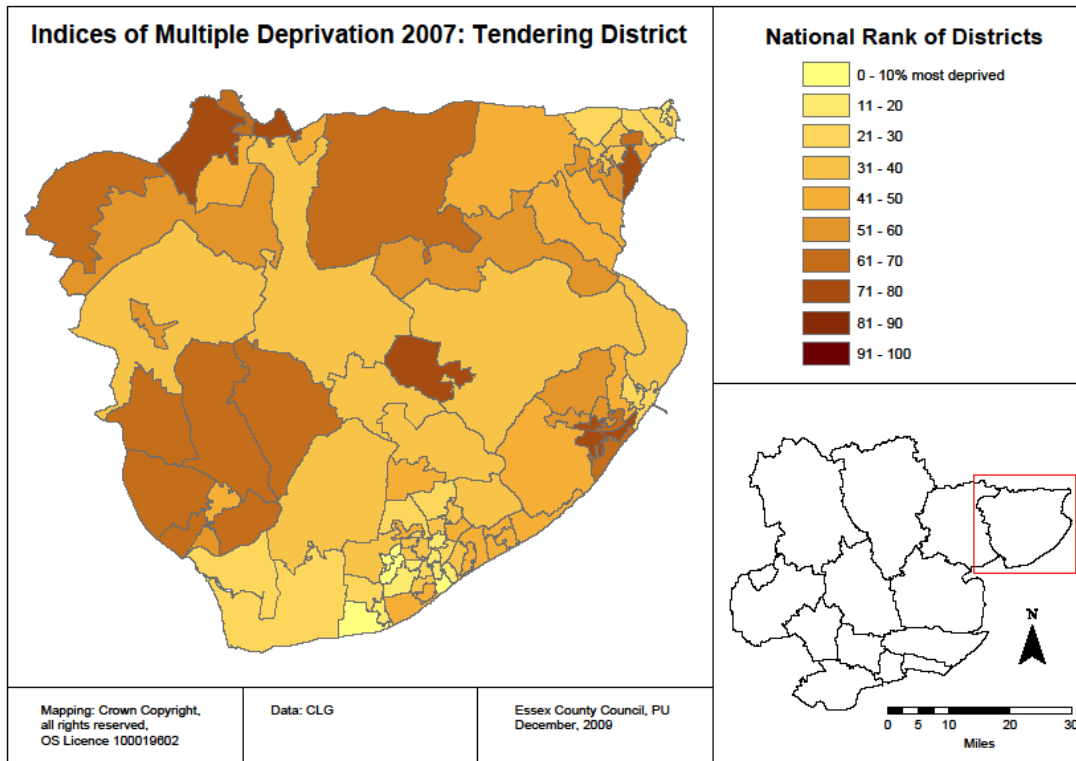 Indices of Multiple Deprivation 2007: Tendering District
National Rank of Districts
0 - 10% most deprived
11 - 20
21 - 30
31 - 40
41 - 50
51 - 60
61 - 70
71 - 80
81 - 90
91 - 100
N
0 5 10 20 30
Miles
Mapping: Crown Copyright,
all rights reserved,
OS Licence 100019602
Data: CLG
Essex County Council, PU
December, 2009